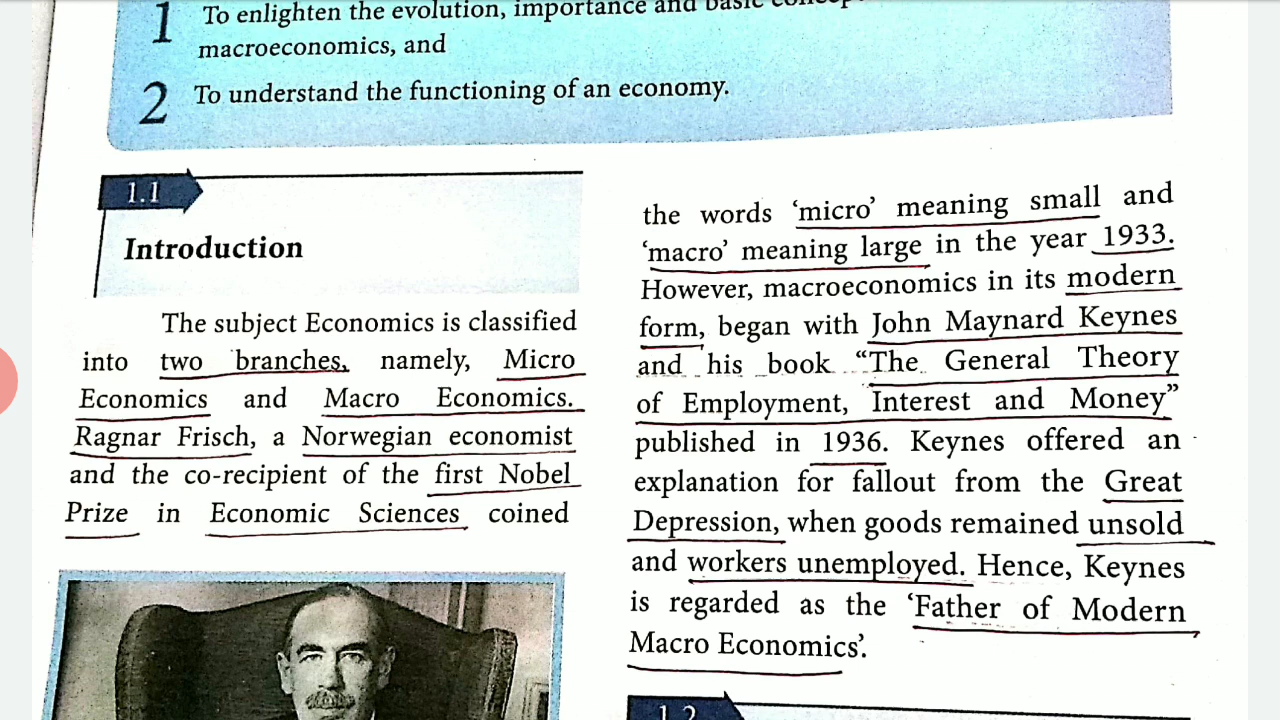 1 To enlighten the evolution, importance and basic
macroeconomics, and
2 To understand the functioning of an economy.
1.1
Introduction
The subject Economics is classified
into two branches, namely, Micro
Economics and Macro Economics.
Ragnar Frisch, a Norwegian economist
and the co-recipient of the first Nobel
Prize in Economic Sciences coined
the words ‘micro’ meaning small and
‘macro’ meaning large in the year 1933.
However, macroeconomics in its modern
form, began with John Maynard Keynes
and his book “The General Theory
of Employment, Interest and Money”
published in 1936. Keynes offered an
explanation for fallout from the Great
Depression, when goods remained unsold
and workers unemployed. Hence, Keynes
is regarded as the ‘Father of Modern
Macro Economics’.
1.2